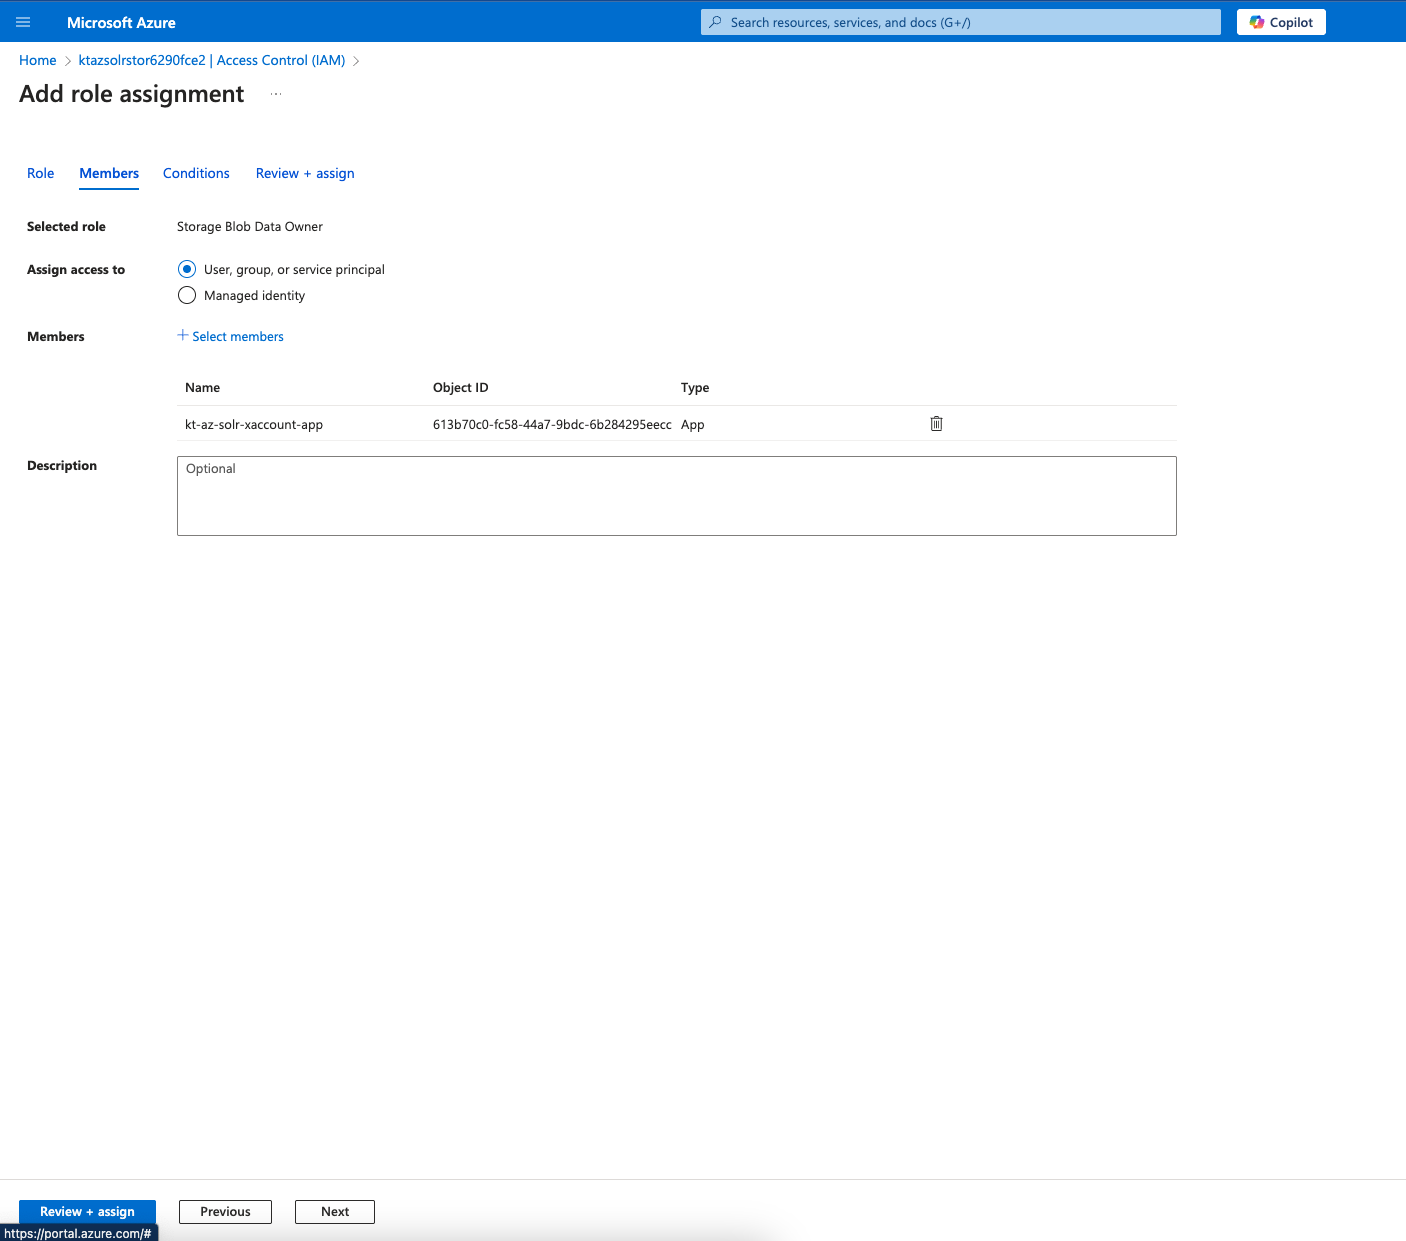 Microsoft Azure
Search resources, services, and docs (G+/)
Copilot
Home
ktazsolrstor6290fce2 | Access Control (IAM)
Add role assignment
Role
Members
Conditions
Review + assign
Selected role
Storage Blob Data Owner
Assign access to
User, group, or service principal
Managed identity
Members
+ Select members
Name
Object ID
Type
kt-az-solr-xaccount-app
613b70c0-fc58-44a7-9bdc-6b284295eecc
App
Description
Optional
Review + assign
Previous
Next
https://portal.azure.com/#